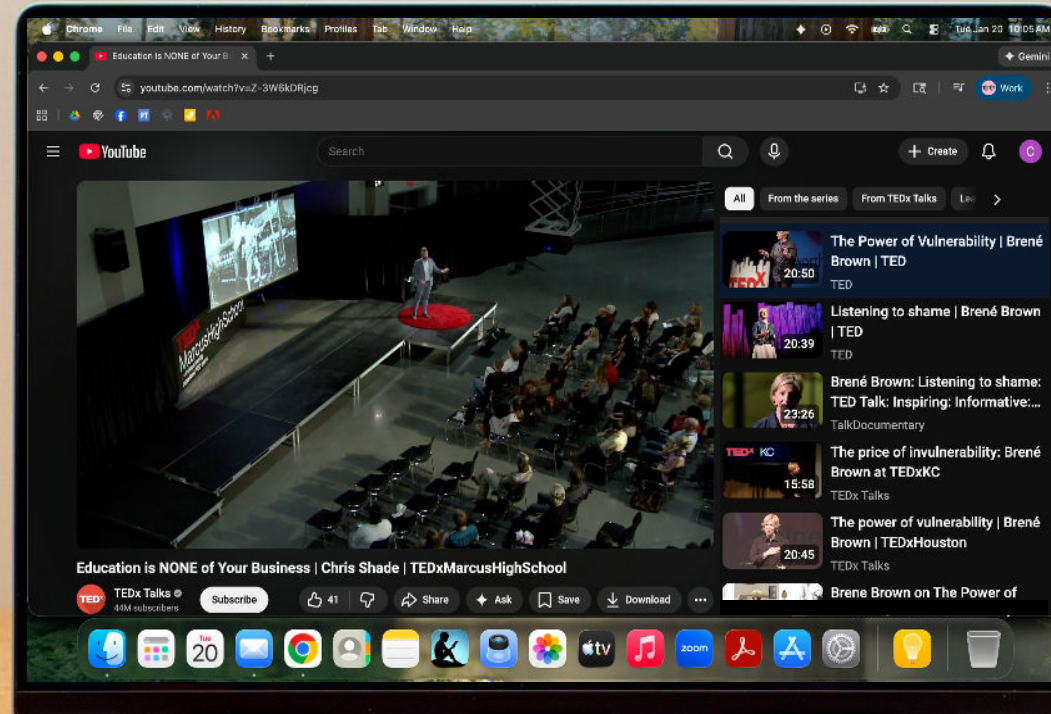 Chrome File Edit View History Bookmarks Profiles Tab Window Help
Tue Jan 20 10:05 AM
Education is NONE of Your B
Gemini
youtube.com/watch?v=Z-3W6kDRjcg
Work
YouTube
Search
Create
C
All From the series From TEDx Talks
TEDx
MarcusHighSchool
20:50
The Power of Vulnerability | Brené
Brown | TED
TED
20:39
Listening to shame | Brené Brown
| TED
TED
23:26
Brené Brown: Listening to shame:
TED Talk: Inspiring: Informative:...
TalkDocumentary
TEDx KC
15:58
The price of invulnerability: Brené
Brown at TEDxKC
TEDx Talks
20:45
The power of vulnerability | Brené
Brown | TEDxHouston
TEDx Talks
Brene Brown on The Power of
Education is NONE of Your Business | Chris Shade | TEDxMarcusHighSchool
TEDx
TEDx Talks
44M subscribers
Subscribe
41
Share
Ask
Save
Download
Tue
20
tv
zoom